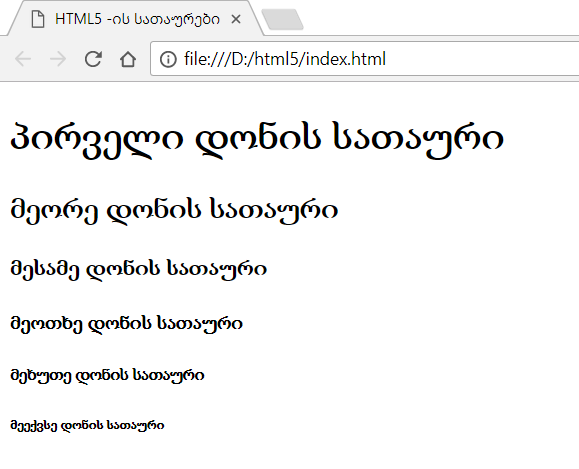 HTML5 -ის სათაურები
file:///D:/html5/index.html
პირველი დონის სათაური
მეორე დონის სათაური
მესამე დონის სათაური
მეოთხე დონის სათაური
მეხუთე დონის სათაური
მეექვსე დონის სათაური